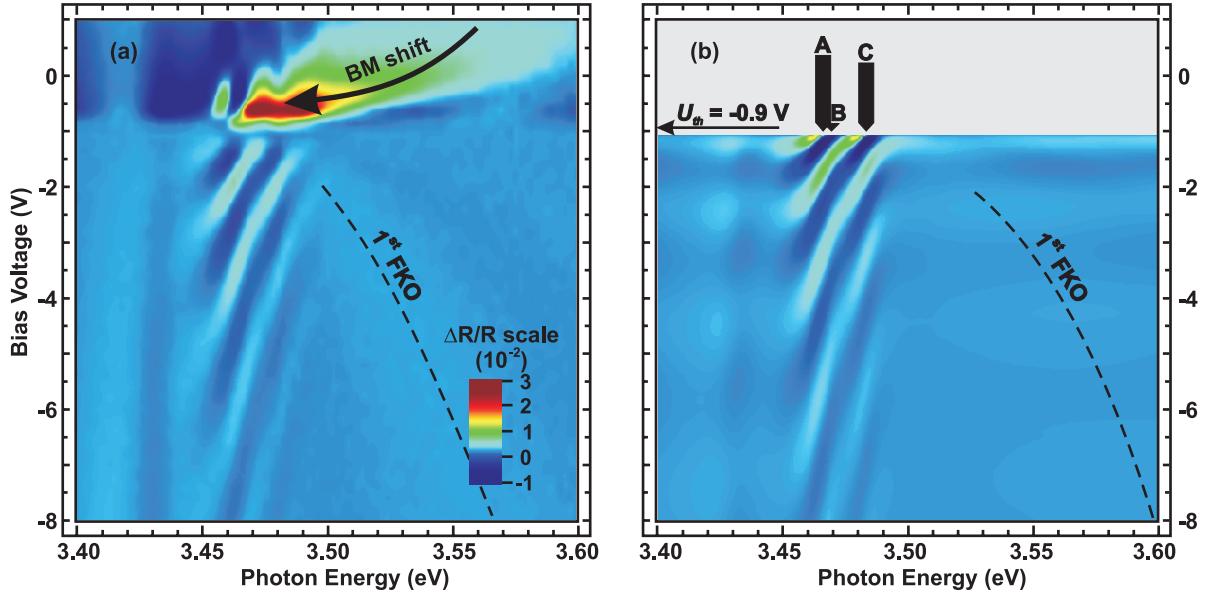 (a)
BM shift
1st FKO
ΔR/R scale
(10-2)
3
2
1
0
-1
0
-2
-4
-6
-8
Bias Voltage (V)
3.40
3.45
3.50
3.55
3.60
Photon Energy (eV)
(b)
A
C
B
Uth = -0.9 V
1st FKO
0
-2
-4
-6
-8
3.40
3.45
3.50
3.55
3.60
Photon Energy (eV)